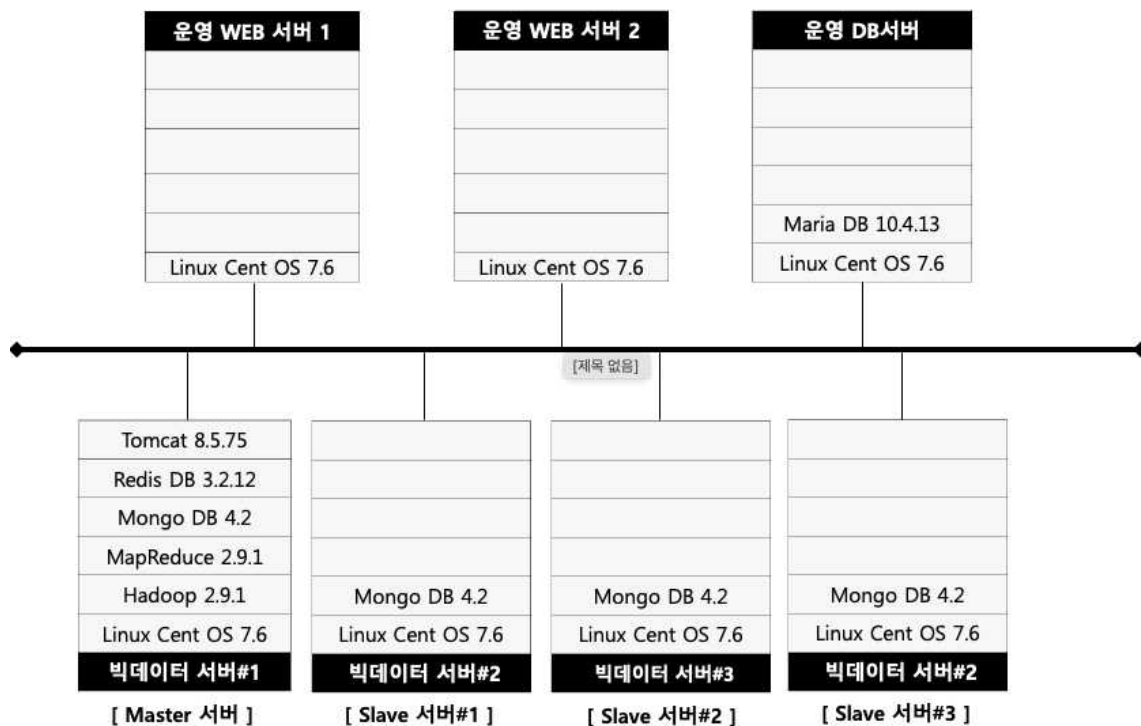 운영 WEB 서버 1
Linux Cent OS 7.6
운영 WEB 서버 2
Linux Cent OS 7.6
운영 DB서버
Maria DB 10.4.13
Linux Cent OS 7.6
[제목 없음]
Tomcat 8.5.75
Redis DB 3.2.12
Mongo DB 4.2
MapReduce 2.9.1
Hadoop 2.9.1
Linux Cent OS 7.6
빅데이터 서버#1
[ Master 서버 ]
Mongo DB 4.2
Linux Cent OS 7.6
빅데이터 서버#2
[ Slave 서버#1 ]
Mongo DB 4.2
Linux Cent OS 7.6
빅데이터 서버#3
[ Slave 서버#2 ]
Mongo DB 4.2
Linux Cent OS 7.6
빅데이터 서버#2
[ Slave 서버#3 ]